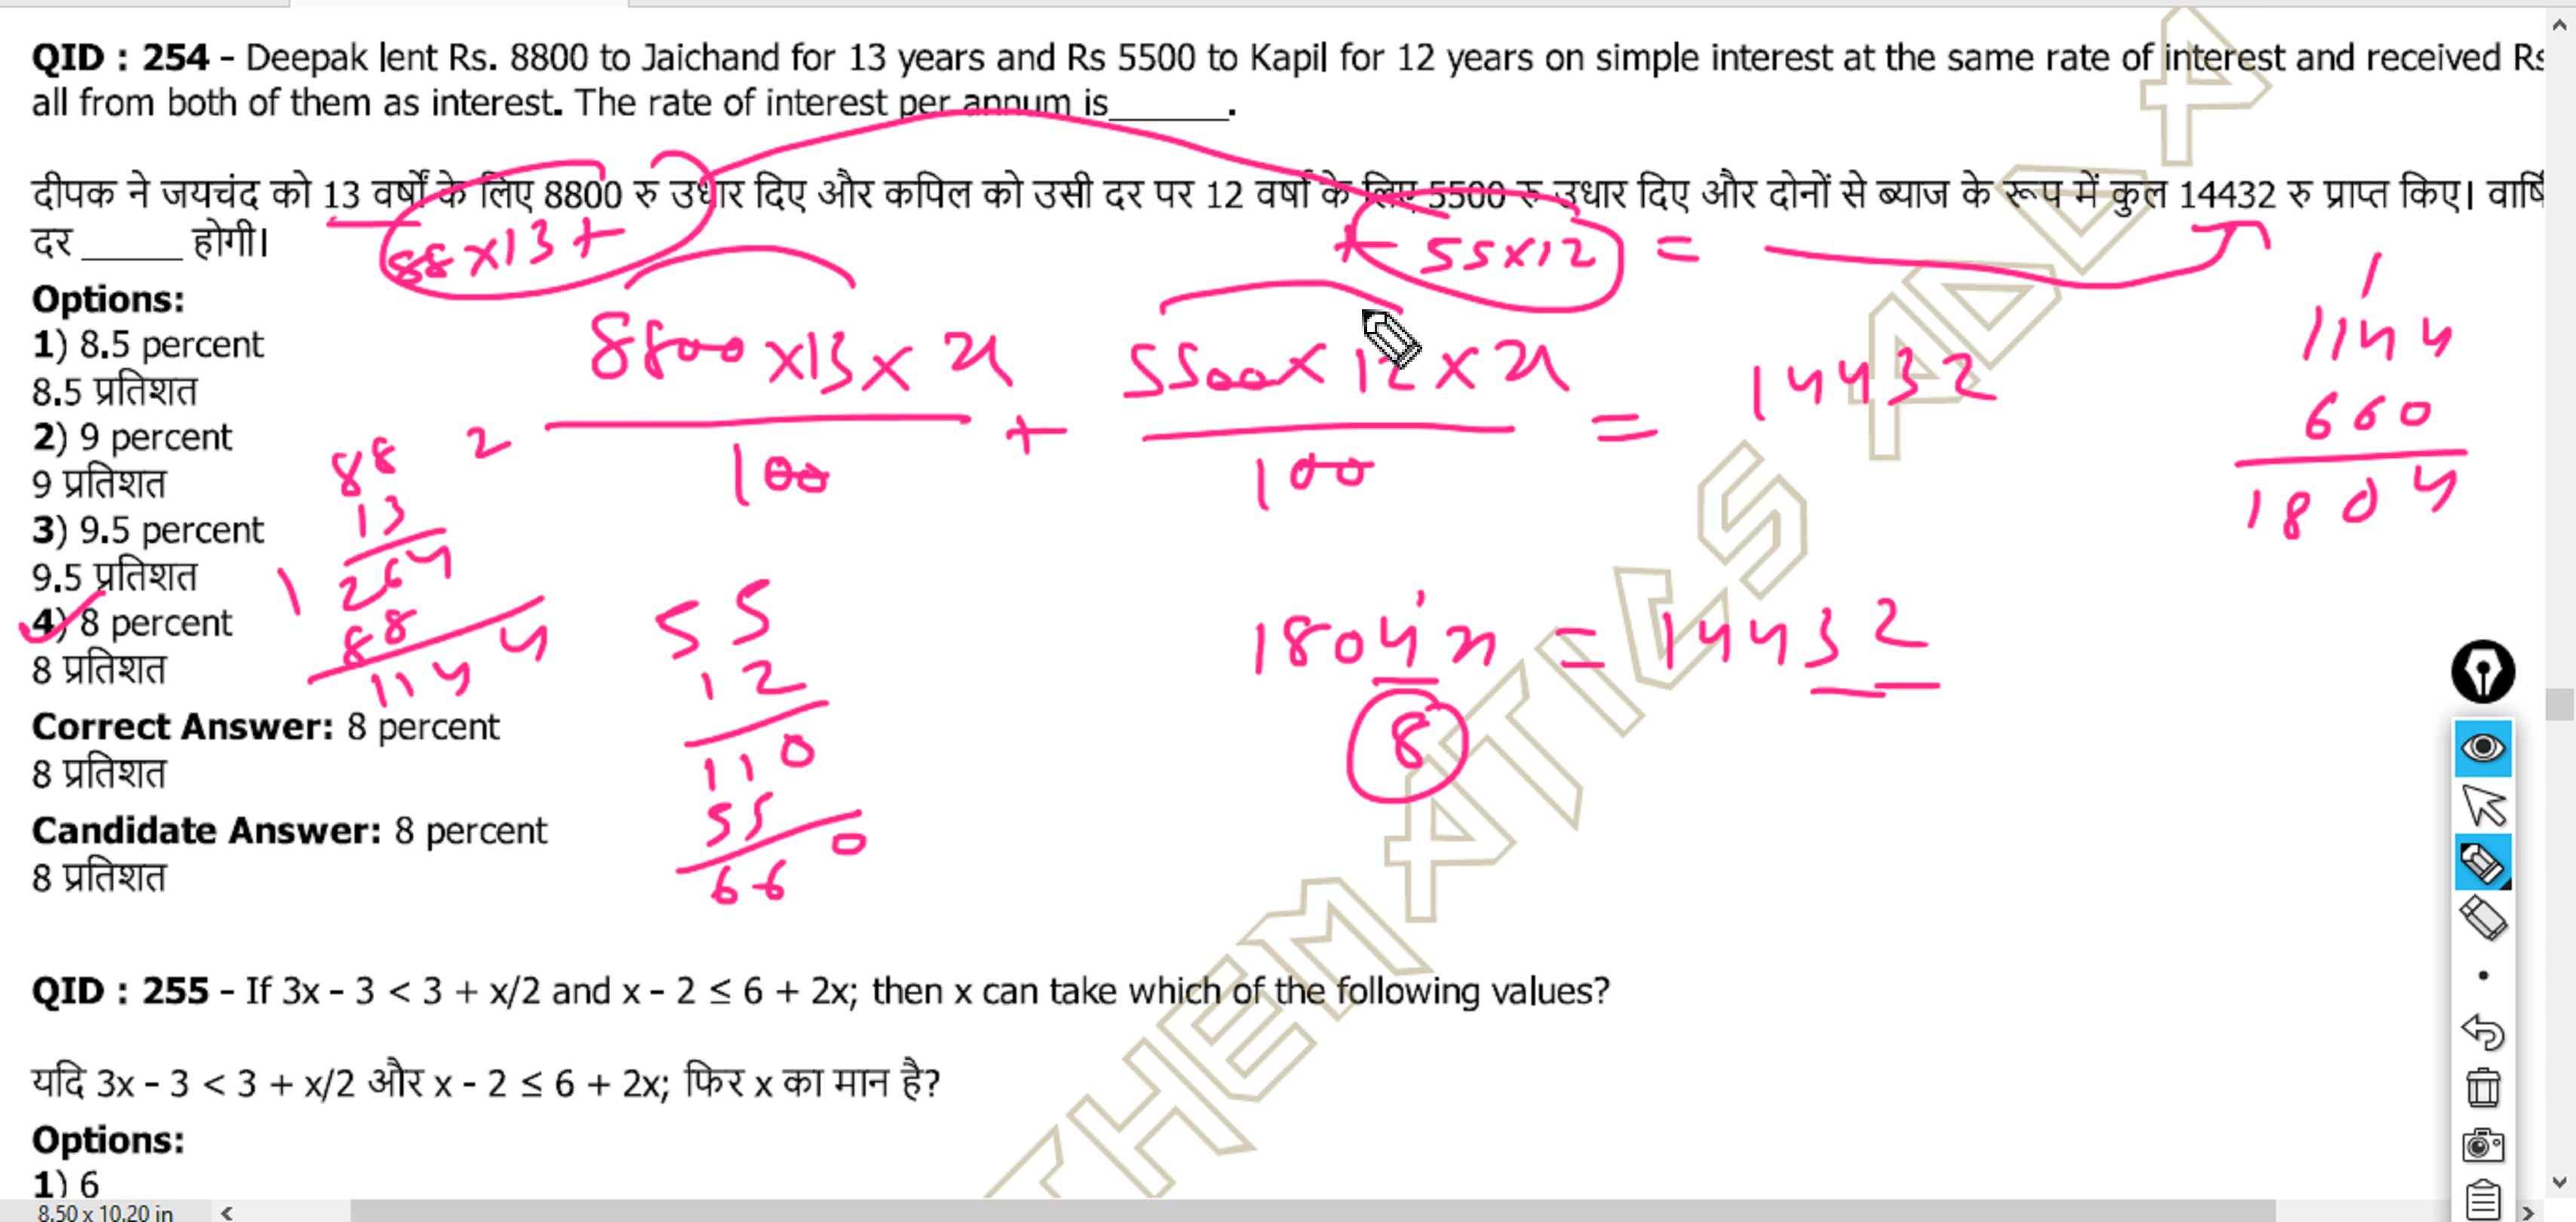 QID : 254 - Deepak lent Rs. 8800 to Jaichand for 13 years and Rs 5500 to Kapil for 12 years on simple interest at the same rate of interest and received Rs
all from both of them as interest. The rate of interest per annum is______.
दीपक ने जयचंद को 13 वर्षों के लिए 8800 रु उधार दिए और कपिल को उसी दर पर 12 वर्षों के लिए 5500 रु उधार दिए और दोनों से ब्याज के रूप में कुल 14432 रु प्राप्त किए। वार्षि
दर _____ होगी।
88x13+ + 55x12 =
Options:
1) 8.5 percent
8.5 प्रतिशत
2) 9 percent
9 प्रतिशत
3) 9.5 percent
9.5 प्रतिशत
4) 8 percent
8 प्रतिशत
8800 x13x x
100
+
5500x 12 x x
100
= 14432
1
1144
660
1804
88
13
264
88
1144
55
12
110
55
660
1804x = 14432
8
Correct Answer: 8 percent
8 प्रतिशत
Candidate Answer: 8 percent
8 प्रतिशत
QID : 255 - If 3x - 3 < 3 + x/2 and x - 2 ≤ 6 + 2x; then x can take which of the following values?
यदि 3x - 3 < 3 + x/2 और x - 2 ≤ 6 + 2x; फिर x का मान है?
Options:
1) 6
8.50 x 10.20 in